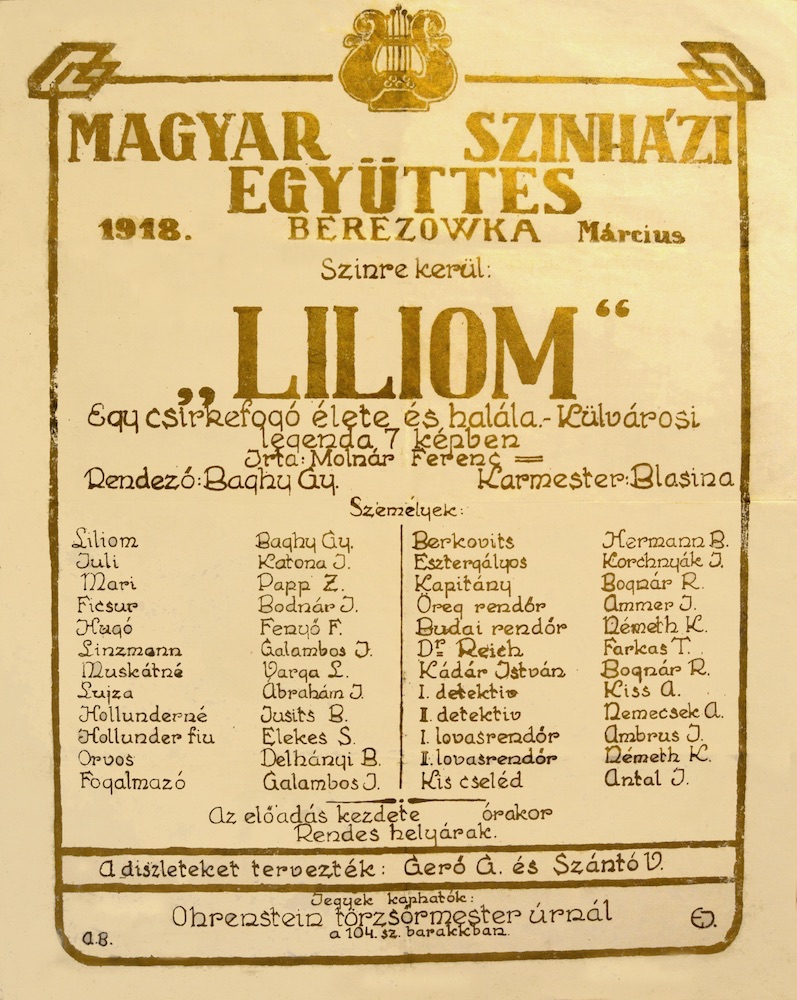 MAGYAR SZINHÁZI
EGYÜTTES
1918. BEREZOWKA Március
Szinre kerül:
„LILIOM“
Egy csirkefogó élete és halála.- Külvárosi
legenda 7 képben
Irta: Molnár Ferenc =
Rendező: Baghy Gy. Karmester: Blasina
Személyek:
Liliom Baghy Gy.
Juli Katona J.
Mari Papp Z.
Ficsur Bodnár J.
Hugó Fenyő F.
Linzmann Galambos J.
Muskátné Varga L.
Lujza Ábrahám J.
Hollunderné Jusits B.
Hollunder fiu Elekes S.
Orvos Delhányi B.
Fogalmazó Galambos J.
Berkovits Hermann B.
Esztergályos Korchnyák J.
Kapitány Bognár R.
Öreg rendőr Ammer J.
Budai rendőr Németh K.
Dr Reich Farkas T.
Kádár István Bognár R.
I. detektiv Kiss A.
II. detektiv Nemecsek A.
I. lovasrendőr Ambrus J.
II. lovasrendőr Németh K.
Kis cseléd Antal J.
Az előadás kezdete órakor
Rendes helyárak.
A diszleteket tervezték: Gerő G. és Szántó V.
Jegyek kaphatók:
Ohrenstein törzsőrmester úrnál
a 104. sz. barakkban.
A.B.